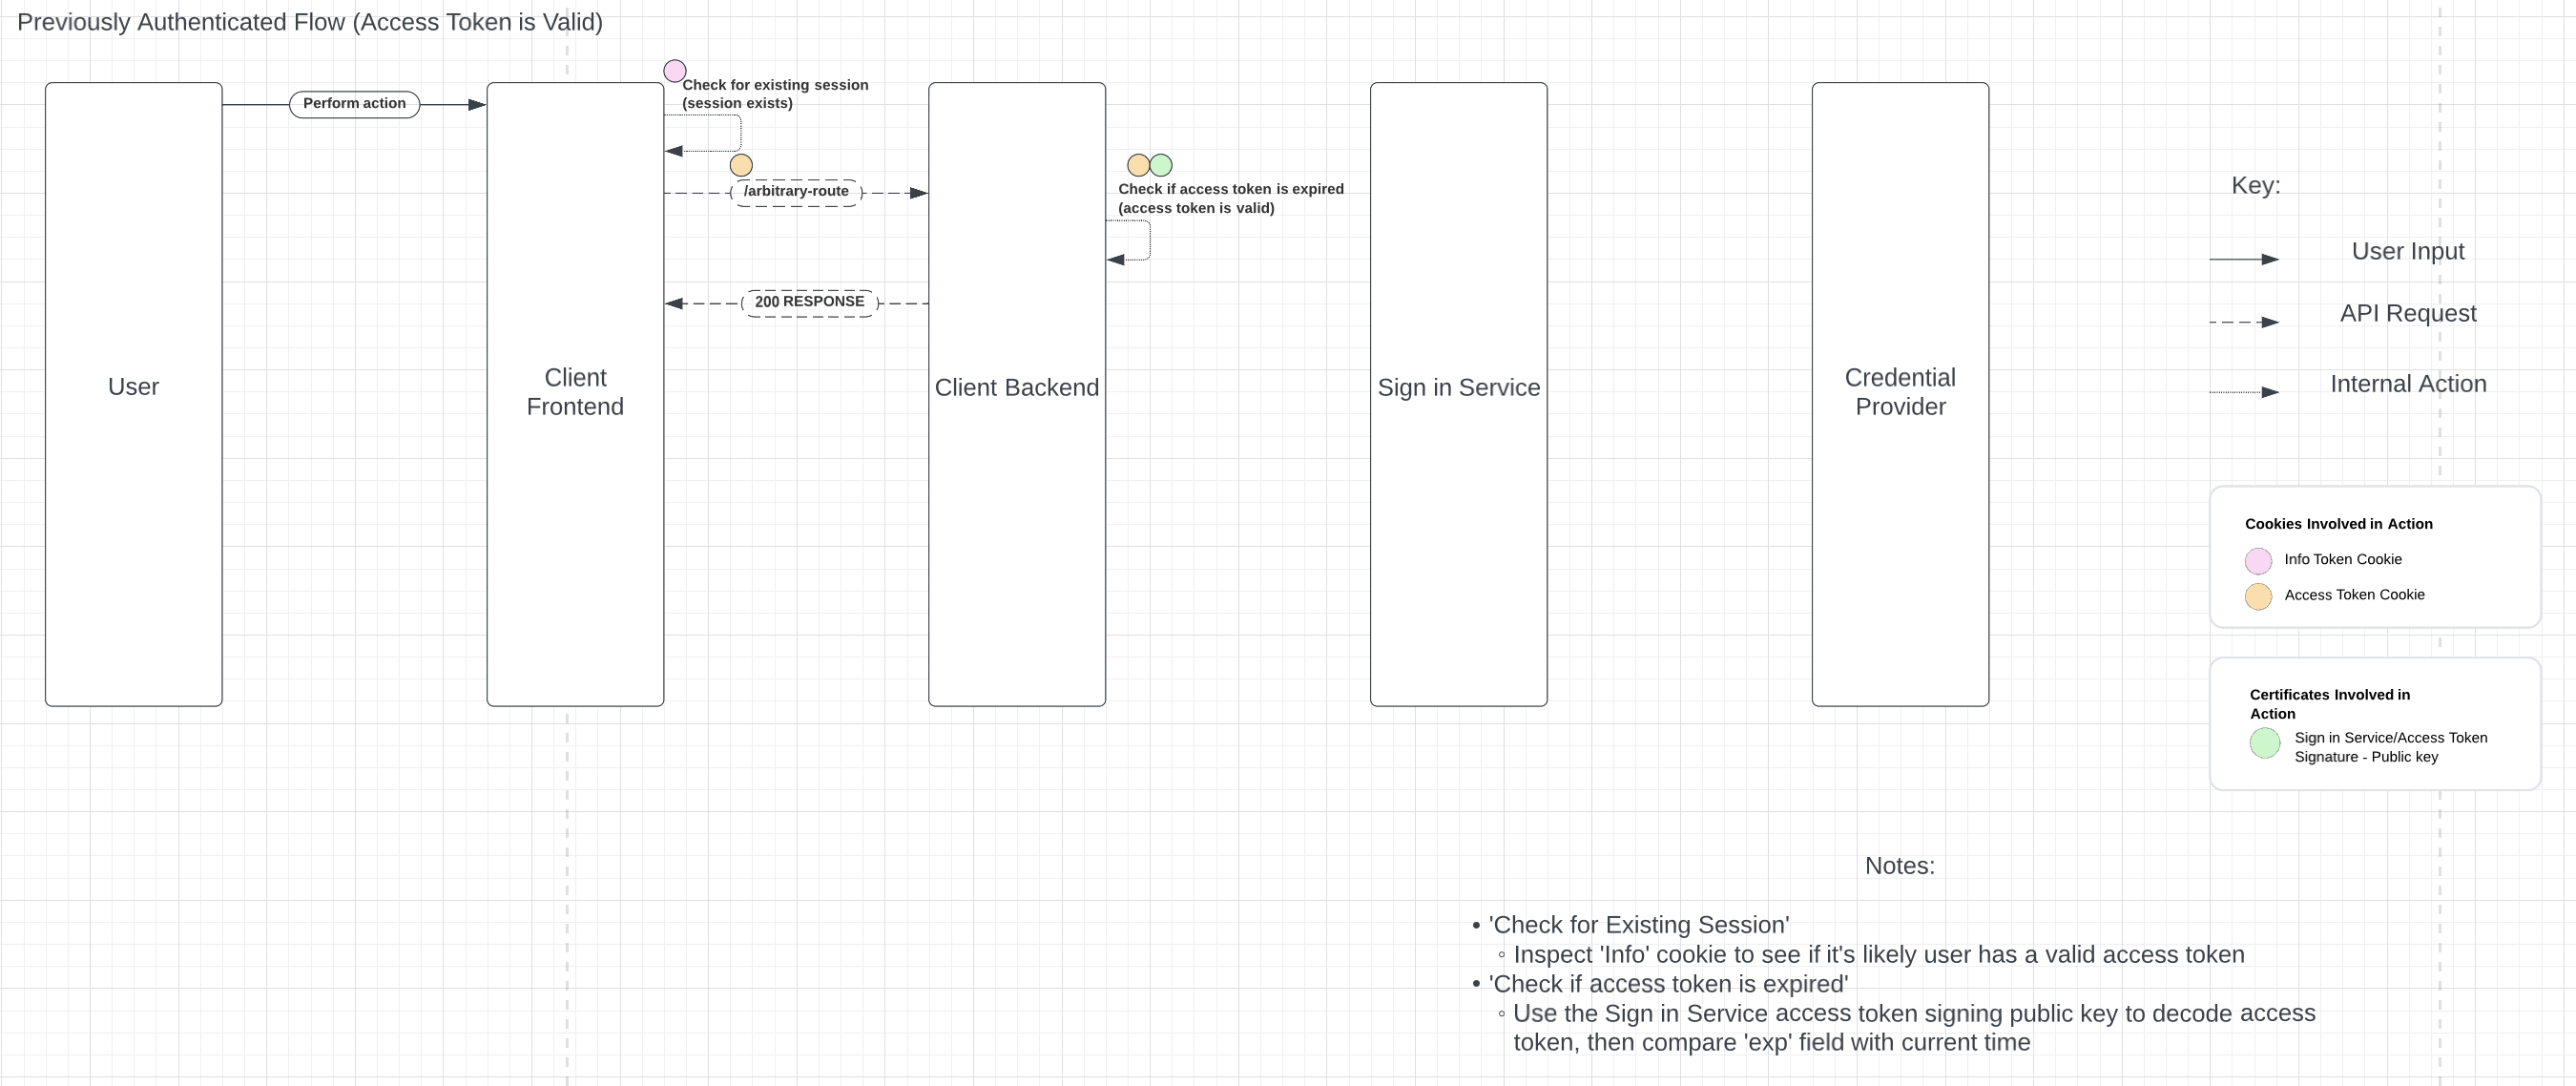 Previously Authenticated Flow (Access Token is Valid)
Perform action
Check for existing session
(session exists)
/arbitrary-route
Check if access token is expired
(access token is valid)
200 RESPONSE
User
Client
Frontend
Client Backend
Sign in Service
Credential
Provider
Key:
User Input
API Request
Internal Action
Cookies Involved in Action
Info Token Cookie
Access Token Cookie
Certificates Involved in
Action
Sign in Service/Access Token
Signature - Public key
Notes:
• 'Check for Existing Session'
◦ Inspect 'Info' cookie to see if it's likely user has a valid access token
• 'Check if access token is expired'
◦ Use the Sign in Service access token signing public key to decode access
token, then compare 'exp' field with current time